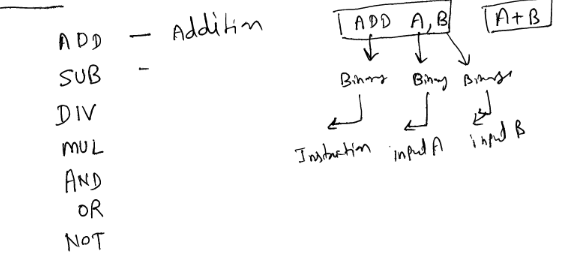 ADD - Addition
SUB -
DIV
MUL
AND
OR
NOT
ADD A,B
A+B
Binary Binary Binary
Instruction input A input B